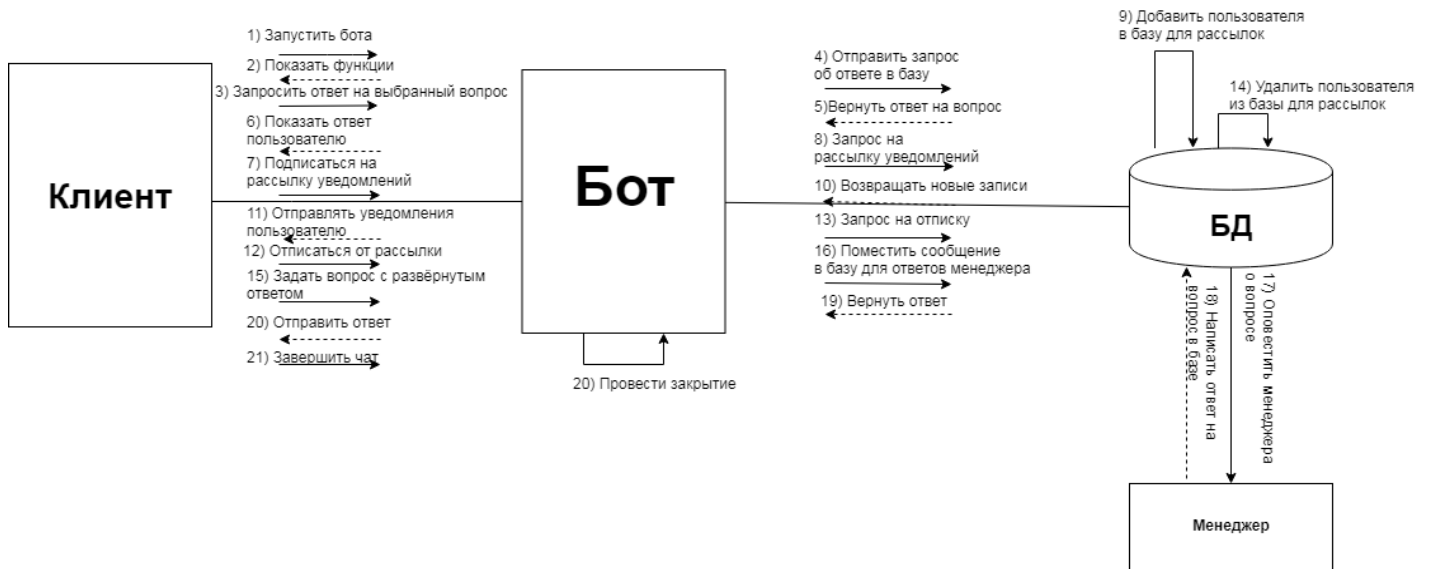 1) Запустить бота
2) Показать функции
3) Запросить ответ на выбранный вопрос
6) Показать ответ
пользователю
7) Подписаться на
рассылку уведомлений
11) Отправлять уведомления
пользователю
12) Отписаться от рассылки
15) Задать вопрос с развёрнутым
ответом
20) Отправить ответ
21) Завершить чат
Клиент
Бот
20) Провести закрытие
4) Отправить запрос
об ответе в базу
5)Вернуть ответ на вопрос
8) Запрос на
рассылку уведомлений
10) Возвращать новые записи
13) Запрос на отписку
16) Поместить сообщение
в базу для ответов менеджера
19) Вернуть ответ
9) Добавить пользователя
в базу для рассылок
14) Удалить пользователя
из базы для рассылок
БД
17) Оповестить менеджера
о вопросе
18) Написать ответ на
вопрос в базе
Менеджер